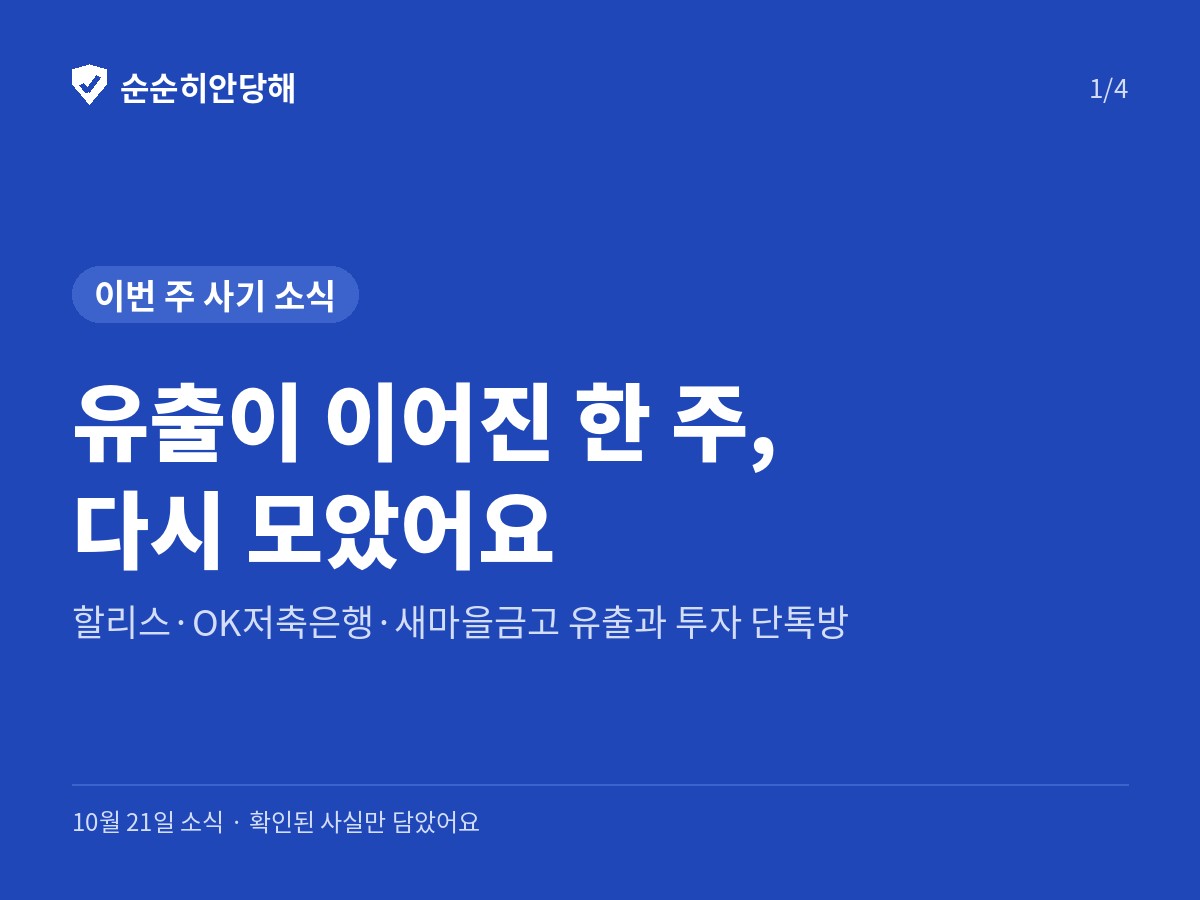 순순히안당해
1/4
이번 주 사기 소식
유출이 이어진 한 주,
다시 모았어요
할리스·OK저축은행·새마을금고 유출과 투자 단톡방
10월 21일 소식 · 확인된 사실만 담았어요